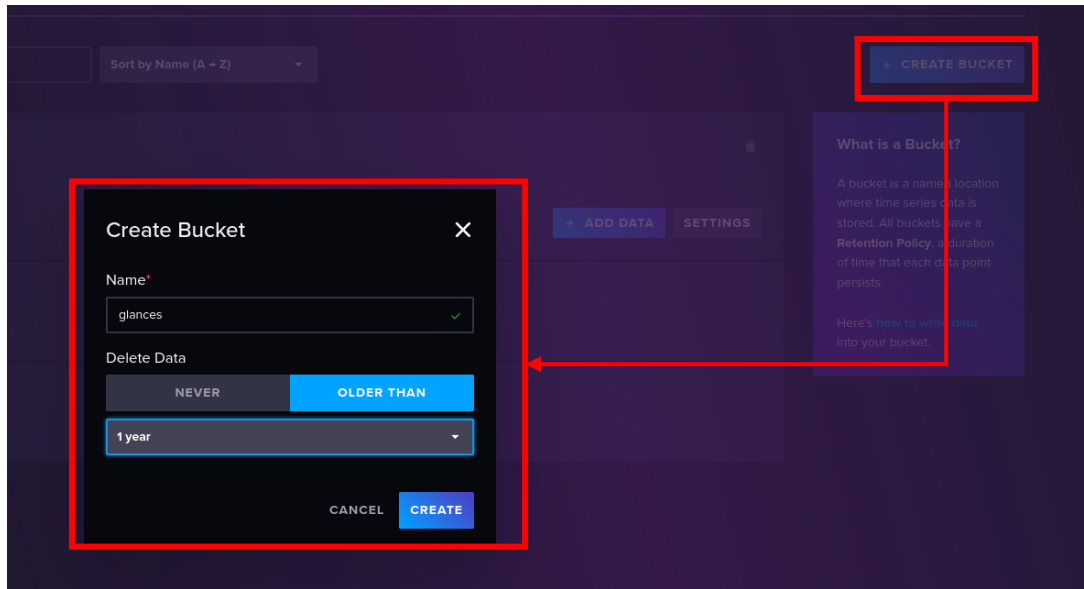 Sort by Name (A → Z)
+ CREATE BUCKET
What is a Bucket?
A bucket is a named location
where time series data is
stored. All buckets have a
Retention Policy, a duration
of time that each data point
persists.
Here's how to write data
into your bucket.
+ ADD DATA
SETTINGS
Create Bucket
Name*
glances
Delete Data
NEVER
OLDER THAN
1 year
CANCEL
CREATE